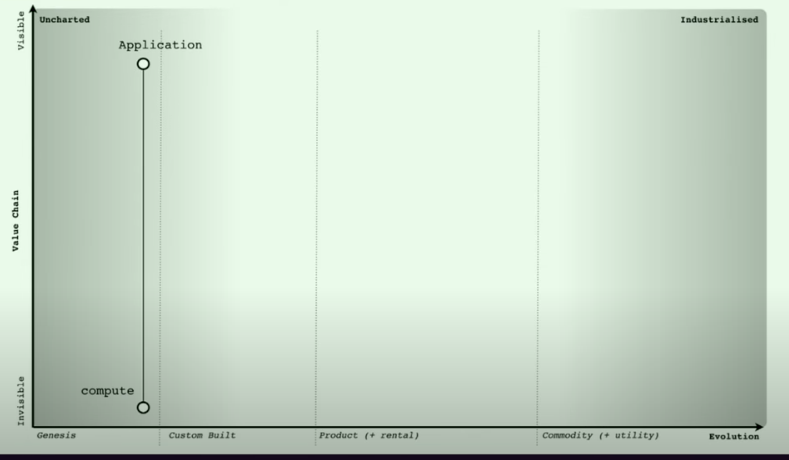 Visible
Uncharted
Industrialised
Application
Value Chain
compute
Invisible
Genesis
Custom Built
Product (+ rental)
Commodity (+ utility)
Evolution